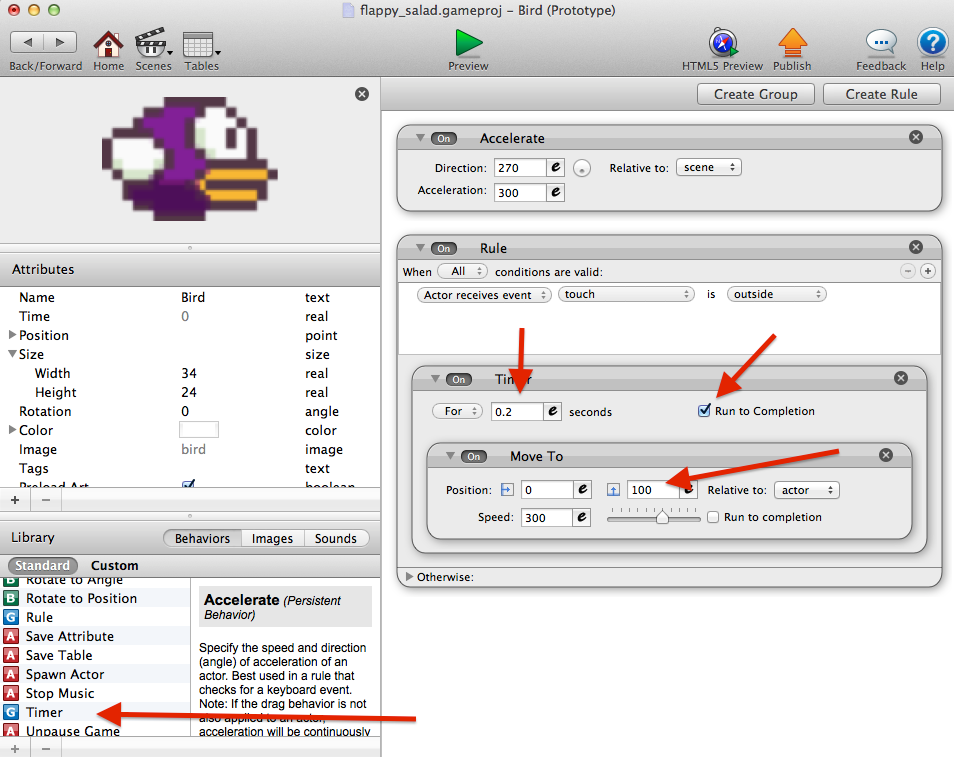 flappy_salad.gameproj – Bird (Prototype)
Back/Forward Home Scenes Tables Preview HTML5 Preview Publish Feedback Help
Create Group Create Rule
On Accelerate
Direction: 270 e Relative to: scene
Acceleration: 300 e
On Rule
When All conditions are valid:
Actor receives event touch is outside
On Timer
For 0.2 e seconds Run to Completion
On Move To
Position: 0 e 100 e Relative to: actor
Speed: 300 e Run to completion
Otherwise:
Attributes
Name Bird text
Time 0 real
Position point
Size size
Width 34 real
Height 24 real
Rotation 0 angle
Color color
Image bird image
Tags text
Preload Art boolean
Library Behaviors Images Sounds
Standard Custom
B Rotate to Angle
B Rotate to Position
G Rule
A Save Attribute
A Save Table
A Spawn Actor
A Stop Music
G Timer
A Unpause Game
Accelerate (Persistent
Behavior)
Specify the speed and direction
(angle) of acceleration of an
actor. Best used in a rule that
checks for a keyboard event.
Note: If the drag behavior is not
also applied to an actor,
acceleration will be continuously